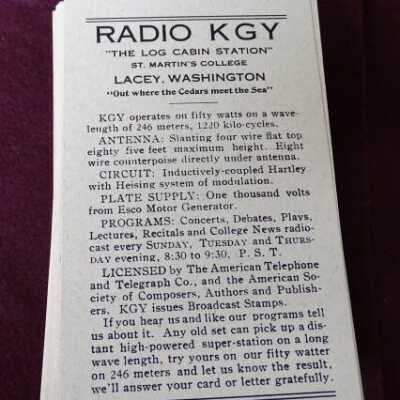 RADIO KGY
"THE LOG CABIN STATION"
ST. MARTIN'S COLLEGE
LACEY, WASHINGTON
"Out where the Cedars meet the Sea"
KGY operates on fifty watts on a wave-
length of 246 meters, 1220 kilo-cycles.
ANTENNA: Slanting four wire flat top
eighty five feet maximum height. Eight
wire counterpoise directly under antenna.
CIRCUIT: Inductively-coupled Hartley
with Heising system of modulation.
PLATE SUPPLY: One thousand volts
from Esco Motor Generator.
PROGRAMS: Concerts, Debates, Plays,
Lectures, Recitals and College News radio-
cast every SUNDAY, TUESDAY and THURS-
DAY evening, 8:30 to 9:30, P. S. T.
LICENSED by The American Telephone
and Telegraph Co., and the American So-
ciety of Composers, Authors and Publish-
ers. KGY issues Broadcast Stamps.
If you hear us and like our programs tell
us about it. Any old set can pick up a dis-
tant high-powered super-station on a long
wave length, try yours on our fifty watter
on 246 meters and let us know the result,
we'll answer your card or letter gratefully.